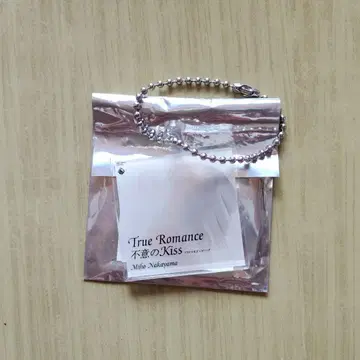 True Romance
不意のKiss
Miho Nakayama